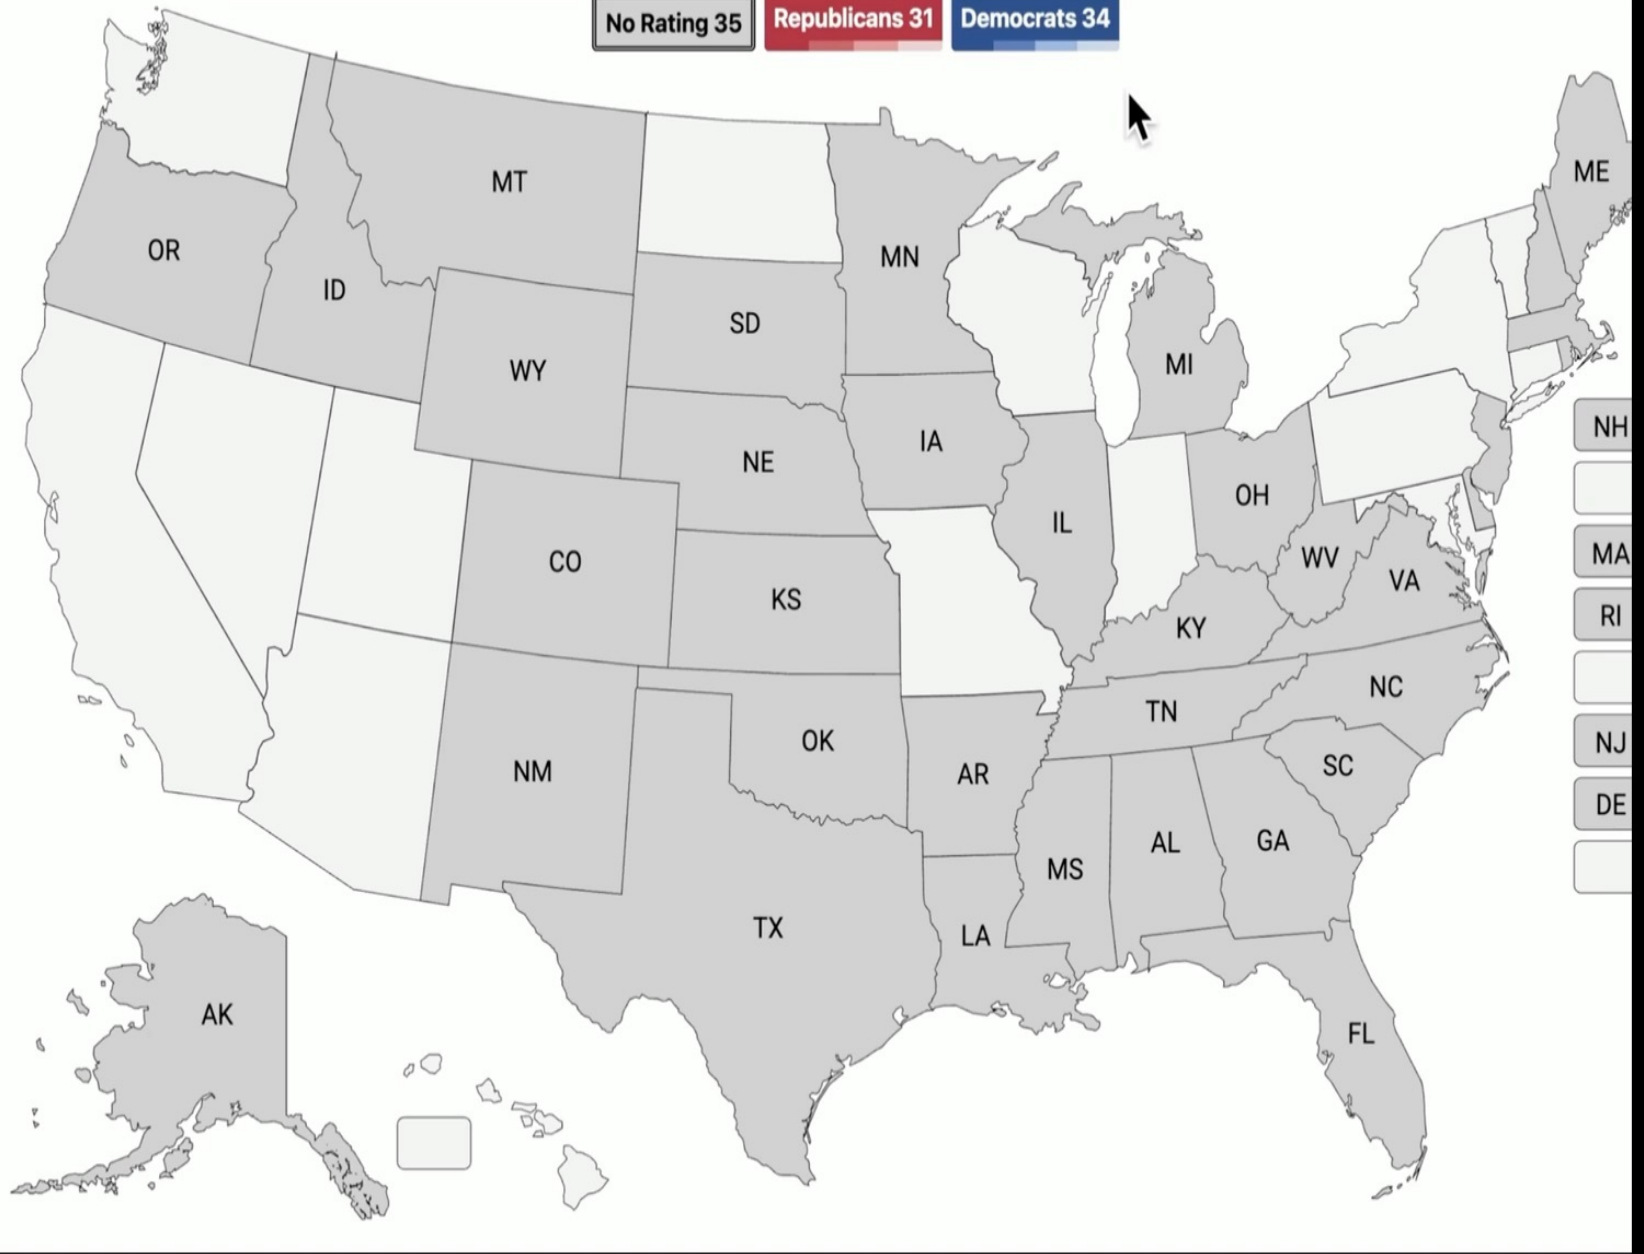 No Rating 35
Republicans 31
Democrats 34
ME
MT
OR
MN
ID
SD
WY
MI
NH
IA
NE
OH
IL
MA
CO
WV
VA
KS
RI
KY
NC
TN
OK
NJ
SC
NM
AR
DE
GA
AL
MS
TX
LA
AK
FL